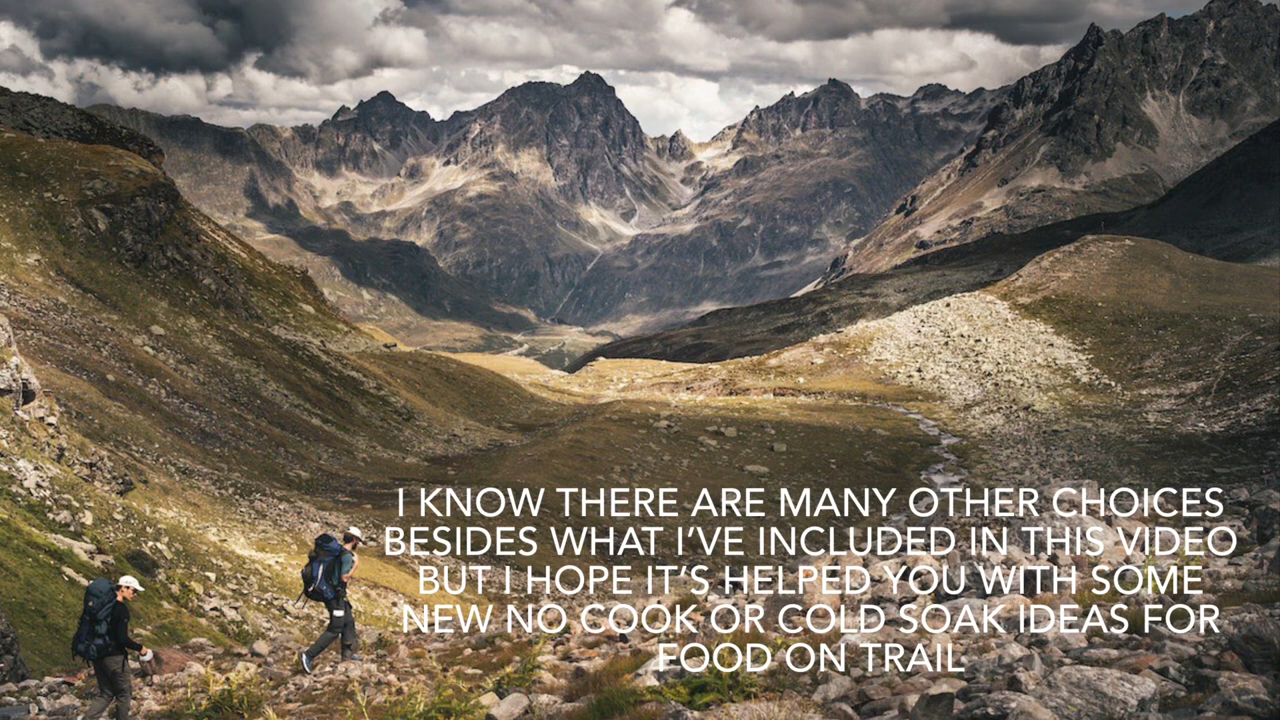 I KNOW THERE ARE MANY OTHER CHOICES
BESIDES WHAT I'VE INCLUDED IN THIS VIDEO
BUT I HOPE IT'S HELPED YOU WITH SOME
NEW NO COOK OR COLD SOAK IDEAS FOR
FOOD ON TRAIL